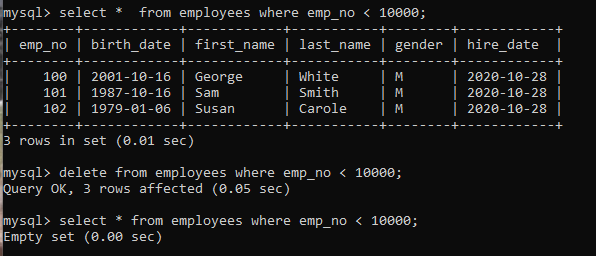 mysql> select *  from employees where emp_no < 10000;
+--------+------------+------------+-----------+--------+------------+
| emp_no | birth_date | first_name | last_name | gender | hire_date  |
+--------+------------+------------+-----------+--------+------------+
|    100 | 2001-10-16 | George     | White     | M      | 2020-10-28 |
|    101 | 1987-10-16 | Sam        | Smith     | M      | 2020-10-28 |
|    102 | 1979-01-06 | Susan      | Carole    | M      | 2020-10-28 |
+--------+------------+------------+-----------+--------+------------+
3 rows in set (0.01 sec)
mysql> delete from employees where emp_no < 10000;
Query OK, 3 rows affected (0.05 sec)
mysql> select * from employees where emp_no < 10000;
Empty set (0.00 sec)